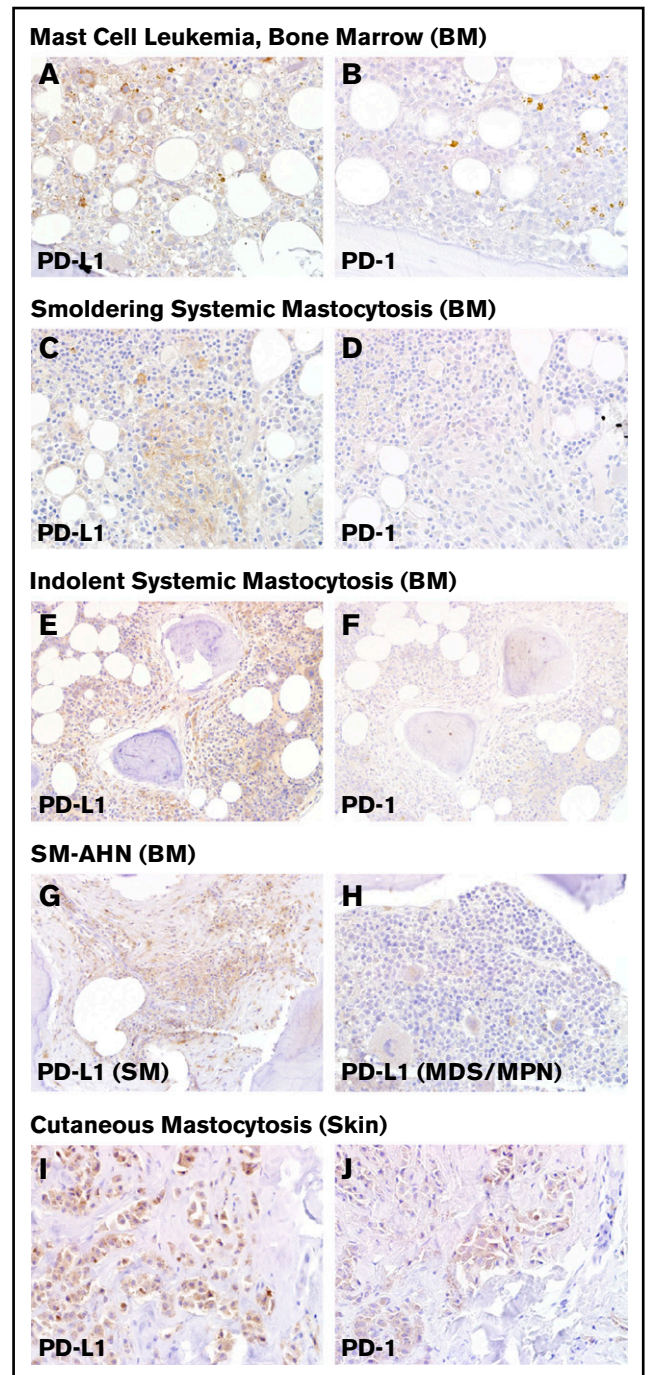 Mast Cell Leukemia, Bone Marrow (BM)
A
B
PD-L1
PD-1
Smoldering Systemic Mastocytosis (BM)
C
D
PD-L1
PD-1
Indolent Systemic Mastocytosis (BM)
E
F
PD-L1
PD-1
SM-AHN (BM)
G
H
PD-L1 (SM)
PD-L1 (MDS/MPN)
Cutaneous Mastocytosis (Skin)
I
J
PD-L1
PD-1